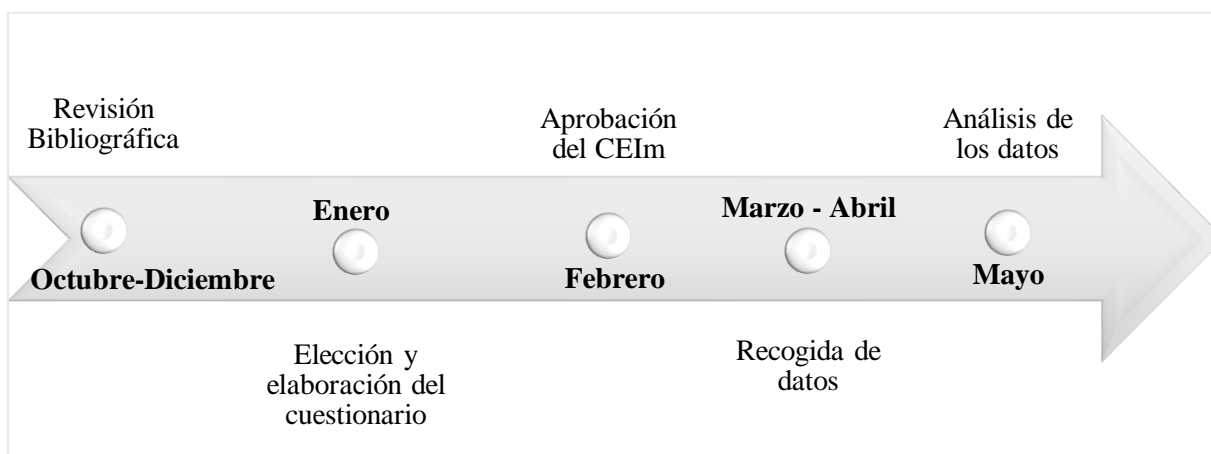 Revisión
Bibliográfica
Octubre-Diciembre
Enero
Elección y
elaboración del
cuestionario
Aprobación
del CEIm
Febrero
Marzo - Abril
Recogida de
datos
Análisis de
los datos
Mayo